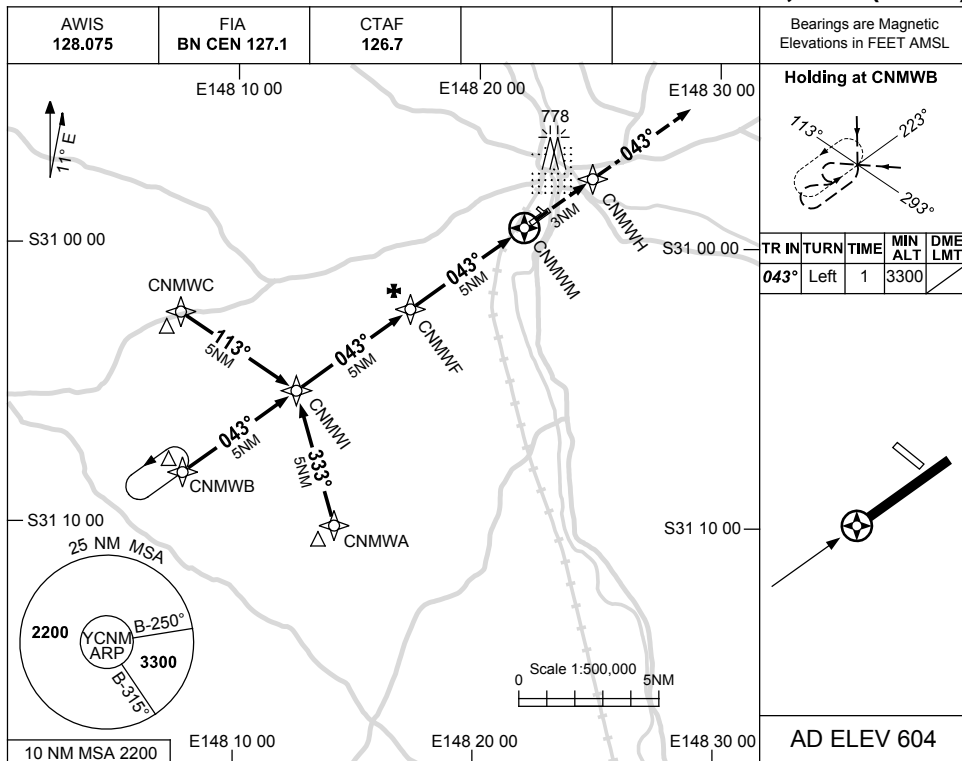 AWIS
128.075
FIA
BN CEN 127.1
CTAF
126.7
Bearings are Magnetic
Elevations in FEET AMSL
E148 10 00
E148 20 00
E148 30 00
Holding at CNMWB
113°
223°
293°
11° E
778
043°
CNMWH
3NM
CNMWM
S31 00 00
S31 00 00
TR IN
TURN
TIME
MIN
ALT
DME
LMT
043°
Left
1
3300
CNMWC
043°
5NM
CNMWF
113°
5NM
043°
5NM
CNMWI
043°
5NM
333°
5NM
CNMWB
CNMWA
S31 10 00
S31 10 00
25 NM MSA
2200
YCNM
ARP
B-250°
3300
B-315°
Scale 1:500,000
0
5NM
10 NM MSA 2200
E148 10 00
E148 20 00
E148 30 00
AD ELEV 604